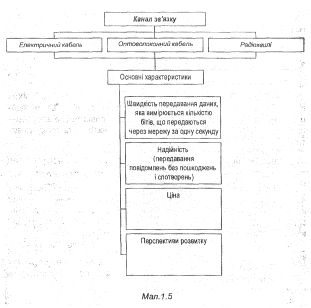 Канал зв'язку
Електричний кабель
Оптоволоконний кабель
Радіохвилі
Основні характеристики
Швидкість передавання даних,
яка вимірюється кількістю
бітів, що передаються
через мережу за одну секунду
Надійність
(передавання
повідомлень без пошкоджень
і спотворень)
Ціна
Перспективи розвитку
Мал.1.5